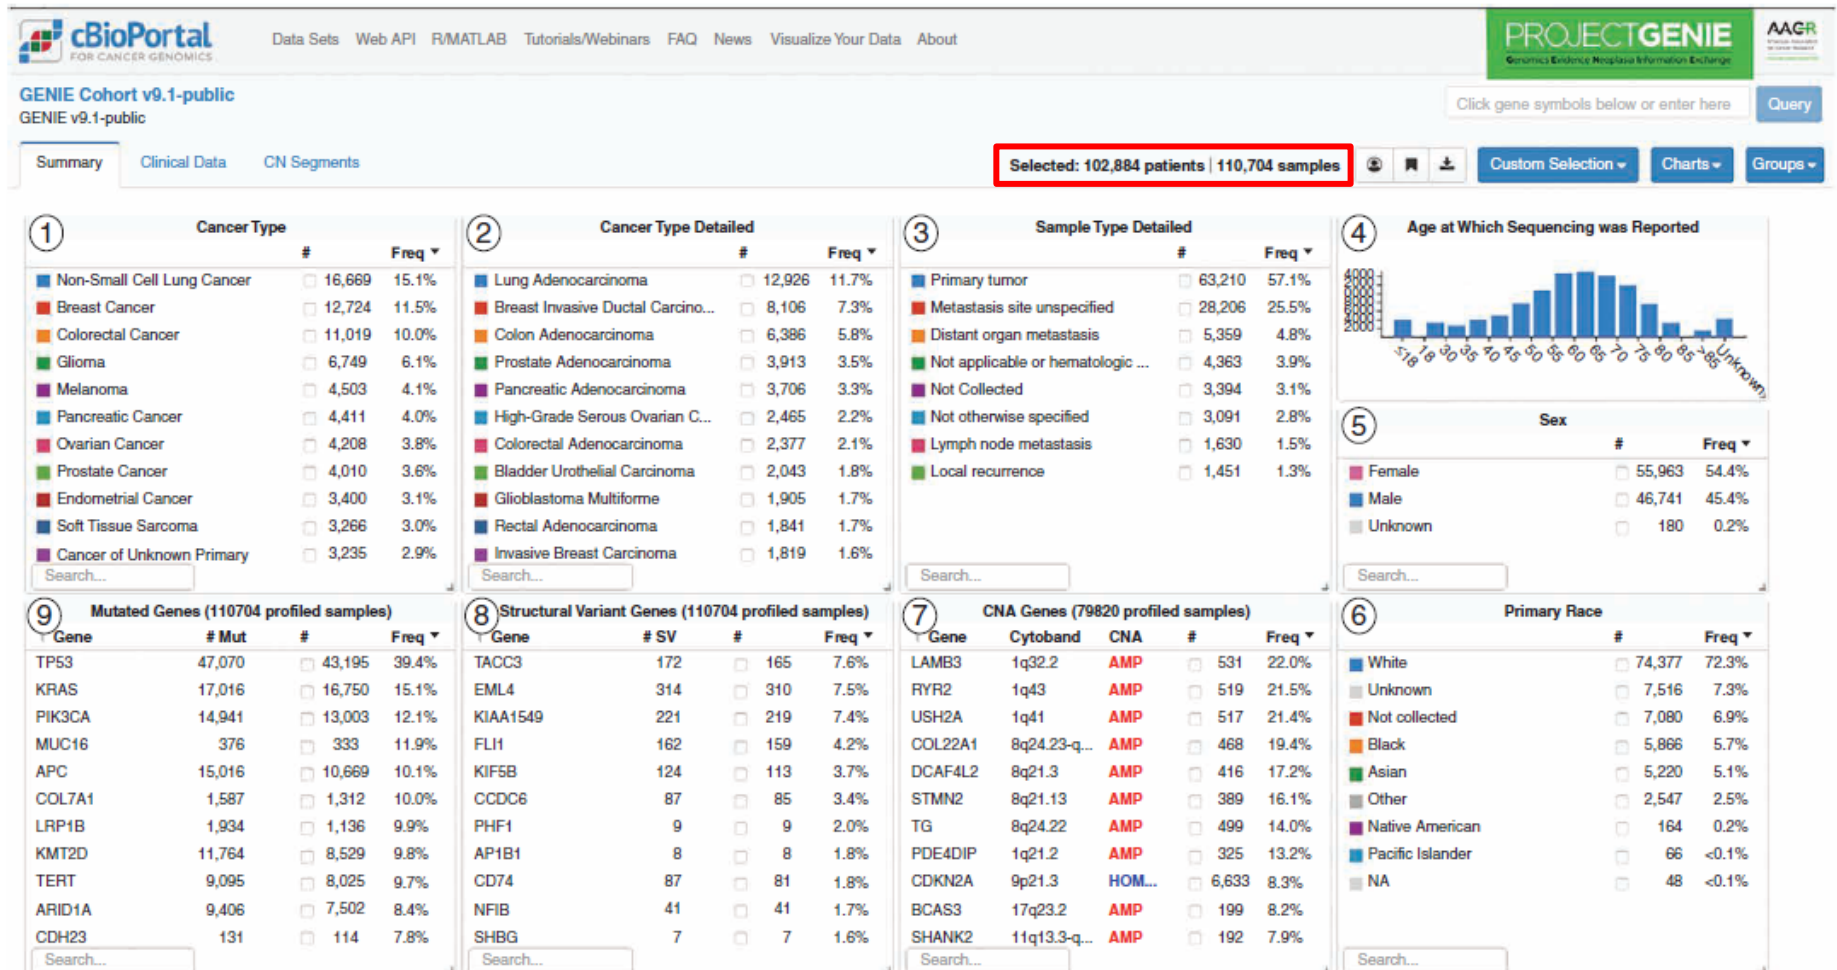 cBioPortal
FOR CANCER GENOMICS
Data Sets Web API R/MATLAB Tutorials/Webinars FAQ News Visualize Your Data About
PROJECTGENIE
Genomics Evidence Neoplasia Information Exchange
AACR
GENIE Cohort v9.1-public
GENIE v9.1-public
Click gene symbols below or enter here Query
Summary Clinical Data CN Segments
Selected: 102,884 patients | 110,704 samples
Custom Selection Charts Groups
1 Cancer Type
# Freq
Non-Small Cell Lung Cancer 16,669 15.1%
Breast Cancer 12,724 11.5%
Colorectal Cancer 11,019 10.0%
Glioma 6,749 6.1%
Melanoma 4,503 4.1%
Pancreatic Cancer 4,411 4.0%
Ovarian Cancer 4,208 3.8%
Prostate Cancer 4,010 3.6%
Endometrial Cancer 3,400 3.1%
Soft Tissue Sarcoma 3,266 3.0%
Cancer of Unknown Primary 3,235 2.9%
Search...
2 Cancer Type Detailed
# Freq
Lung Adenocarcinoma 12,926 11.7%
Breast Invasive Ductal Carcino... 8,106 7.3%
Colon Adenocarcinoma 6,386 5.8%
Prostate Adenocarcinoma 3,913 3.5%
Pancreatic Adenocarcinoma 3,706 3.3%
High-Grade Serous Ovarian C... 2,465 2.2%
Colorectal Adenocarcinoma 2,377 2.1%
Bladder Urothelial Carcinoma 2,043 1.8%
Glioblastoma Multiforme 1,905 1.7%
Rectal Adenocarcinoma 1,841 1.7%
Invasive Breast Carcinoma 1,819 1.6%
Search...
3 Sample Type Detailed
# Freq
Primary tumor 63,210 57.1%
Metastasis site unspecified 28,206 25.5%
Distant organ metastasis 5,359 4.8%
Not applicable or hematologic ... 4,363 3.9%
Not Collected 3,394 3.1%
Not otherwise specified 3,091 2.8%
Lymph node metastasis 1,630 1.5%
Local recurrence 1,451 1.3%
Search...
4 Age at Which Sequencing was Reported
4000
2000
≤18 18 30 35 40 45 50 55 60 65 70 75 80 85 >85 Unknown
5 Sex
# Freq
Female 55,963 54.4%
Male 46,741 45.4%
Unknown 180 0.2%
Search...
9 Mutated Genes (110704 profiled samples)
Gene # Mut # Freq
TP53 47,070 43,195 39.4%
KRAS 17,016 16,750 15.1%
PIK3CA 14,941 13,003 12.1%
MUC16 376 333 11.9%
APC 15,016 10,669 10.1%
COL7A1 1,587 1,312 10.0%
LRP1B 1,934 1,136 9.9%
KMT2D 11,764 8,529 9.8%
TERT 9,095 8,025 9.7%
ARID1A 9,406 7,502 8.4%
CDH23 131 114 7.8%
Search...
8 Structural Variant Genes (110704 profiled samples)
Gene # SV # Freq
TACC3 172 165 7.6%
EML4 314 310 7.5%
KIAA1549 221 219 7.4%
FLI1 162 159 4.2%
KIF5B 124 113 3.7%
CCDC6 87 85 3.4%
PHF1 9 9 2.0%
AP1B1 8 8 1.8%
CD74 87 81 1.8%
NFIB 41 41 1.7%
SHBG 7 7 1.6%
Search...
7 CNA Genes (79820 profiled samples)
Gene Cytoband CNA # Freq
LAMB3 1q32.2 AMP 531 22.0%
RYR2 1q43 AMP 519 21.5%
USH2A 1q41 AMP 517 21.4%
COL22A1 8q24.23-q... AMP 468 19.4%
DCAF4L2 8q21.3 AMP 416 17.2%
STMN2 8q21.13 AMP 389 16.1%
TG 8q24.22 AMP 499 14.0%
PDE4DIP 1q21.2 AMP 325 13.2%
CDKN2A 9p21.3 HOM... 6,633 8.3%
BCAS3 17q23.2 AMP 199 8.2%
SHANK2 11q13.3-q... AMP 192 7.9%
Search...
6 Primary Race
# Freq
White 74,377 72.3%
Unknown 7,516 7.3%
Not collected 7,080 6.9%
Black 5,866 5.7%
Asian 5,220 5.1%
Other 2,547 2.5%
Native American 164 0.2%
Pacific Islander 66 <0.1%
NA 48 <0.1%
Search...